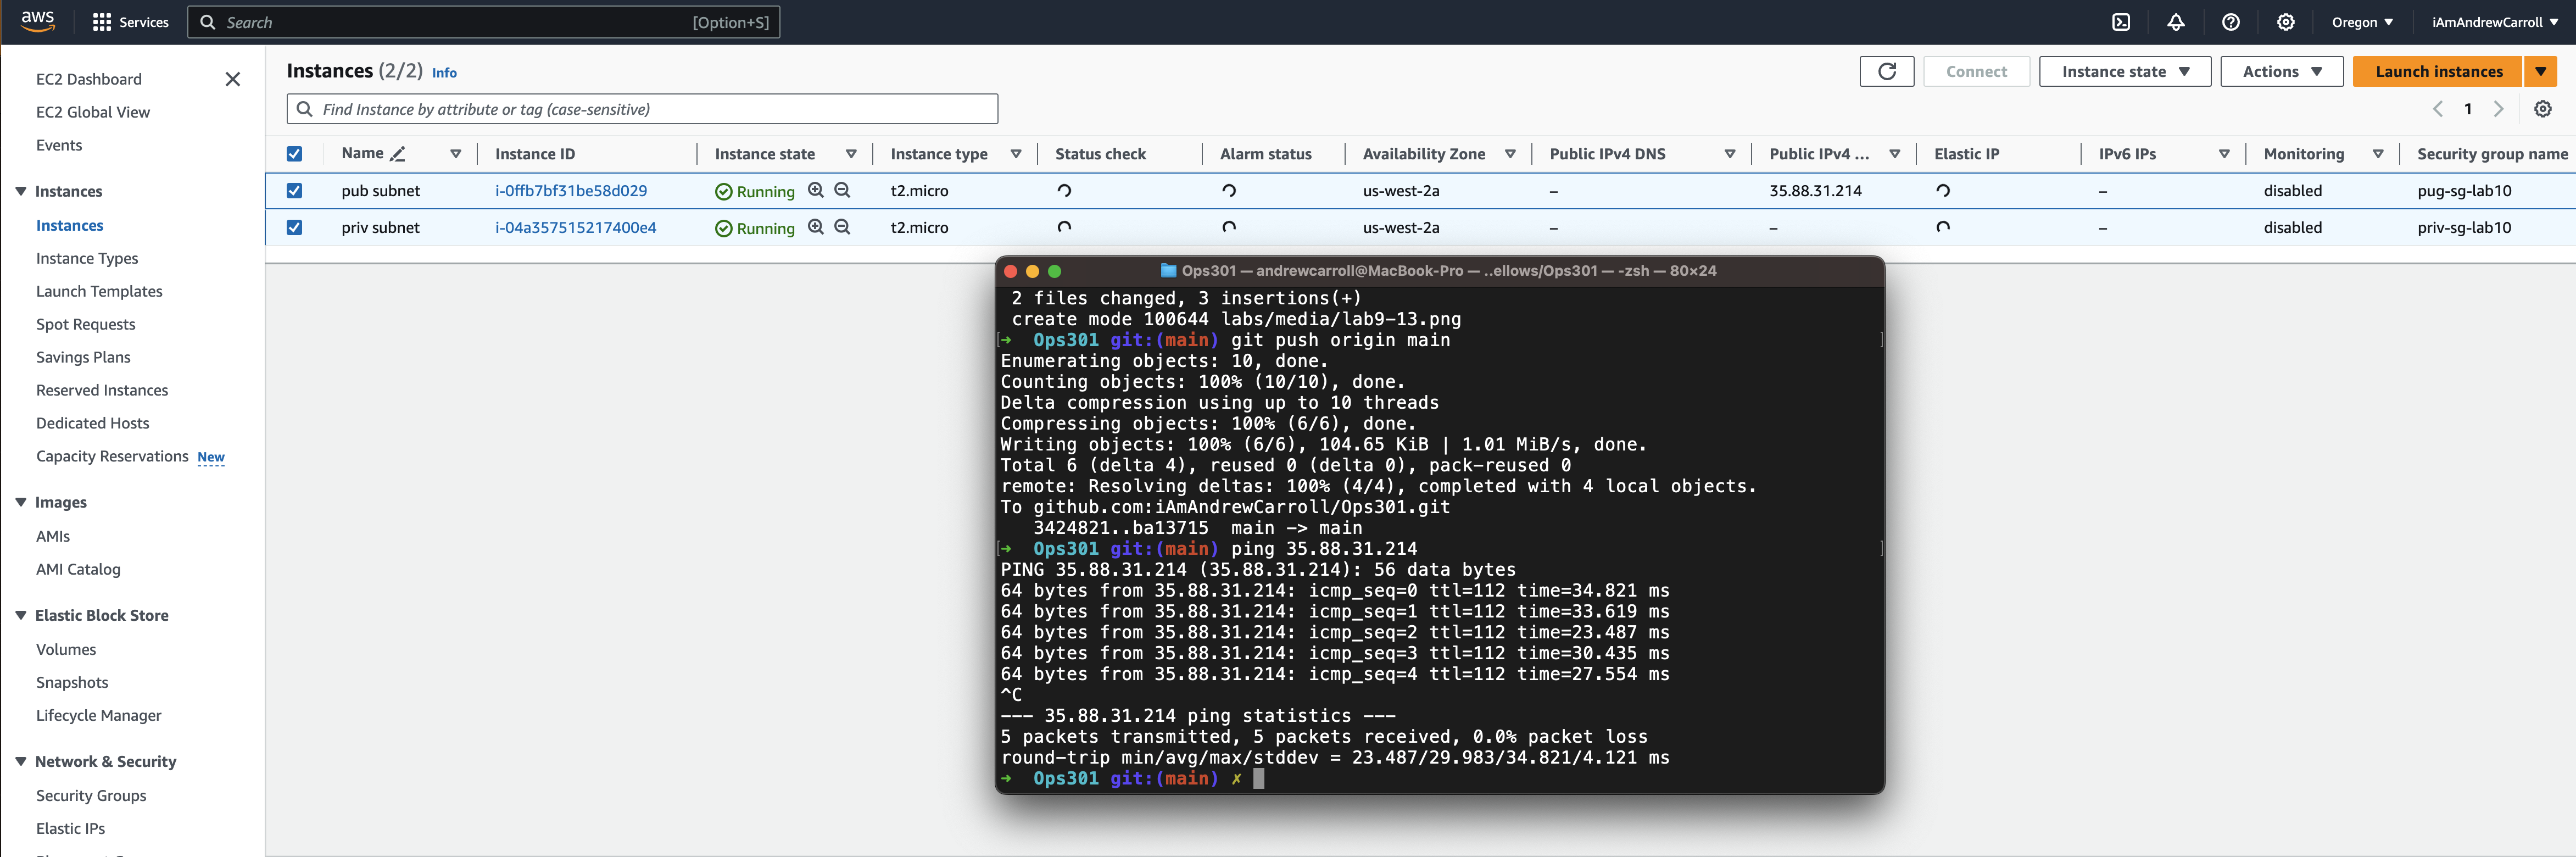 aws
Services
Search [Option+S]
Oregon ▼
iAmAndrewCarroll ▼
EC2 Dashboard
EC2 Global View
Events
Instances
Instances
Instance Types
Launch Templates
Spot Requests
Savings Plans
Reserved Instances
Dedicated Hosts
Capacity Reservations New
Images
AMIs
AMI Catalog
Elastic Block Store
Volumes
Snapshots
Lifecycle Manager
Network & Security
Security Groups
Elastic IPs
Instances (2/2) Info
Connect
Instance state
Actions
Launch instances
Find Instance by attribute or tag (case-sensitive)
1
Name Instance ID Instance state Instance type Status check Alarm status Availability Zone Public IPv4 DNS Public IPv4 ... Elastic IP IPv6 IPs Monitoring Security group name
pub subnet i-0ffb7bf31be58d029 Running t2.micro us-west-2a – 35.88.31.214 – disabled pug-sg-lab10
priv subnet i-04a357515217400e4 Running t2.micro us-west-2a – – – disabled priv-sg-lab10
Ops301 — andrewcarroll@MacBook-Pro — ..ellows/Ops301 — -zsh — 80×24
2 files changed, 3 insertions(+)
create mode 100644 labs/media/lab9-13.png
[➜ Ops301 git:(main) git push origin main ]
Enumerating objects: 10, done.
Counting objects: 100% (10/10), done.
Delta compression using up to 10 threads
Compressing objects: 100% (6/6), done.
Writing objects: 100% (6/6), 104.65 KiB | 1.01 MiB/s, done.
Total 6 (delta 4), reused 0 (delta 0), pack-reused 0
remote: Resolving deltas: 100% (4/4), completed with 4 local objects.
To github.com:iAmAndrewCarroll/Ops301.git
3424821..ba13715 main -> main
[➜ Ops301 git:(main) ping 35.88.31.214 ]
PING 35.88.31.214 (35.88.31.214): 56 data bytes
64 bytes from 35.88.31.214: icmp_seq=0 ttl=112 time=34.821 ms
64 bytes from 35.88.31.214: icmp_seq=1 ttl=112 time=33.619 ms
64 bytes from 35.88.31.214: icmp_seq=2 ttl=112 time=23.487 ms
64 bytes from 35.88.31.214: icmp_seq=3 ttl=112 time=30.435 ms
64 bytes from 35.88.31.214: icmp_seq=4 ttl=112 time=27.554 ms
^C
--- 35.88.31.214 ping statistics ---
5 packets transmitted, 5 packets received, 0.0% packet loss
round-trip min/avg/max/stddev = 23.487/29.983/34.821/4.121 ms
➜ Ops301 git:(main) ✗